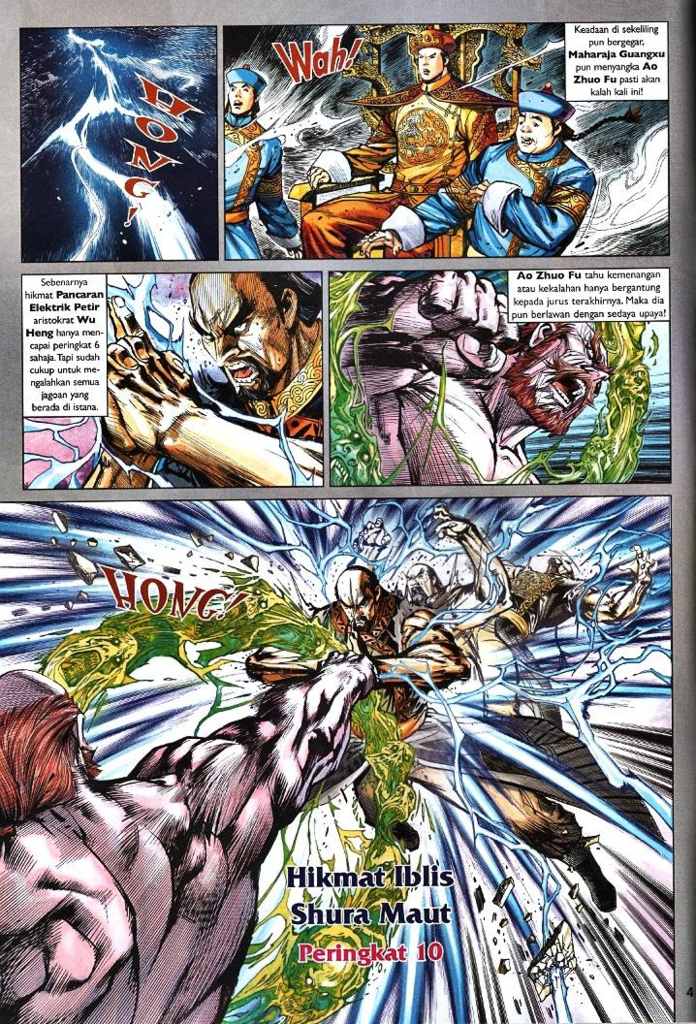 HONG!
Wah!
Keadaan di sekeliling
pun bergegar,
Maharaja Guangxu
pun menyangka Ao
Zhuo Fu pasti akan
kalah kali ini!
Sebenarnya
hikmat Pancaran
Elektrik Petir
aristokrat Wu
Heng hanya men-
capai peringkat 6
sahaja. Tapi sudah
cukup untuk me-
ngalahkan semua
jagoan yang
berada di istana.
Ao Zhuo Fu tahu kemenangan
atau kekalahan hanya bergantung
kepada jurus terakhirnya. Maka dia
pun berlawan dengan sedaya upaya!
HONG!
Hikmat Iblis
Shura Maut
Peringkat 10
4